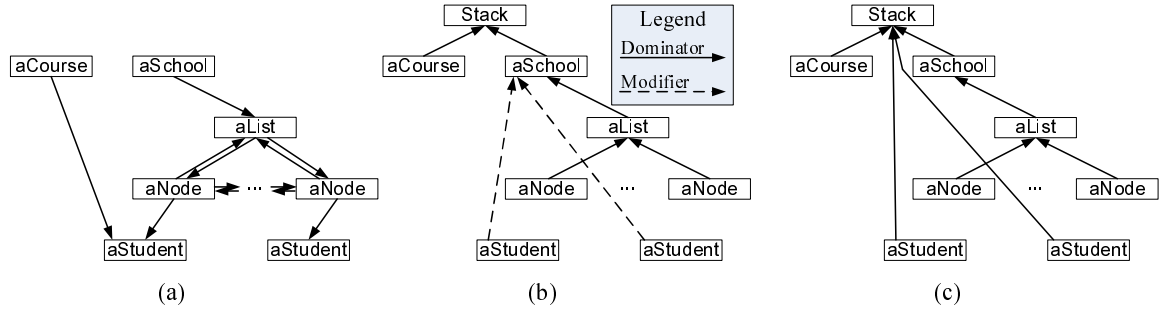 aCourse
aSchool
aList
aNode
...
aNode
aStudent
aStudent
(a)
Stack
aCourse
aSchool
aList
aNode
...
aNode
aStudent
aStudent
(b)
Legend
Dominator
Modifier
Stack
aCourse
aSchool
aList
aNode
...
aNode
aStudent
aStudent
(c)